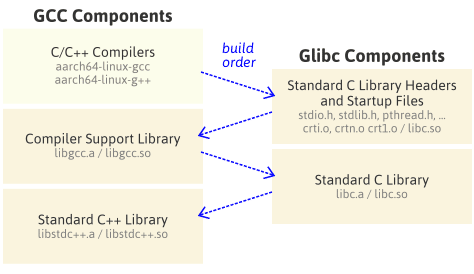 GCC Components
C/C++ Compilers
aarch64-linux-gcc
aarch64-linux-g++
build
order
Glibc Components
Standard C Library Headers
and Startup Files
stdio.h, stdlib.h, pthread.h, ...
crti.o, crtn.o crt1.o / libc.so
Compiler Support Library
libgcc.a / libgcc.so
Standard C Library
libc.a / libc.so
Standard C++ Library
libstdc++.a / libstdc++.so